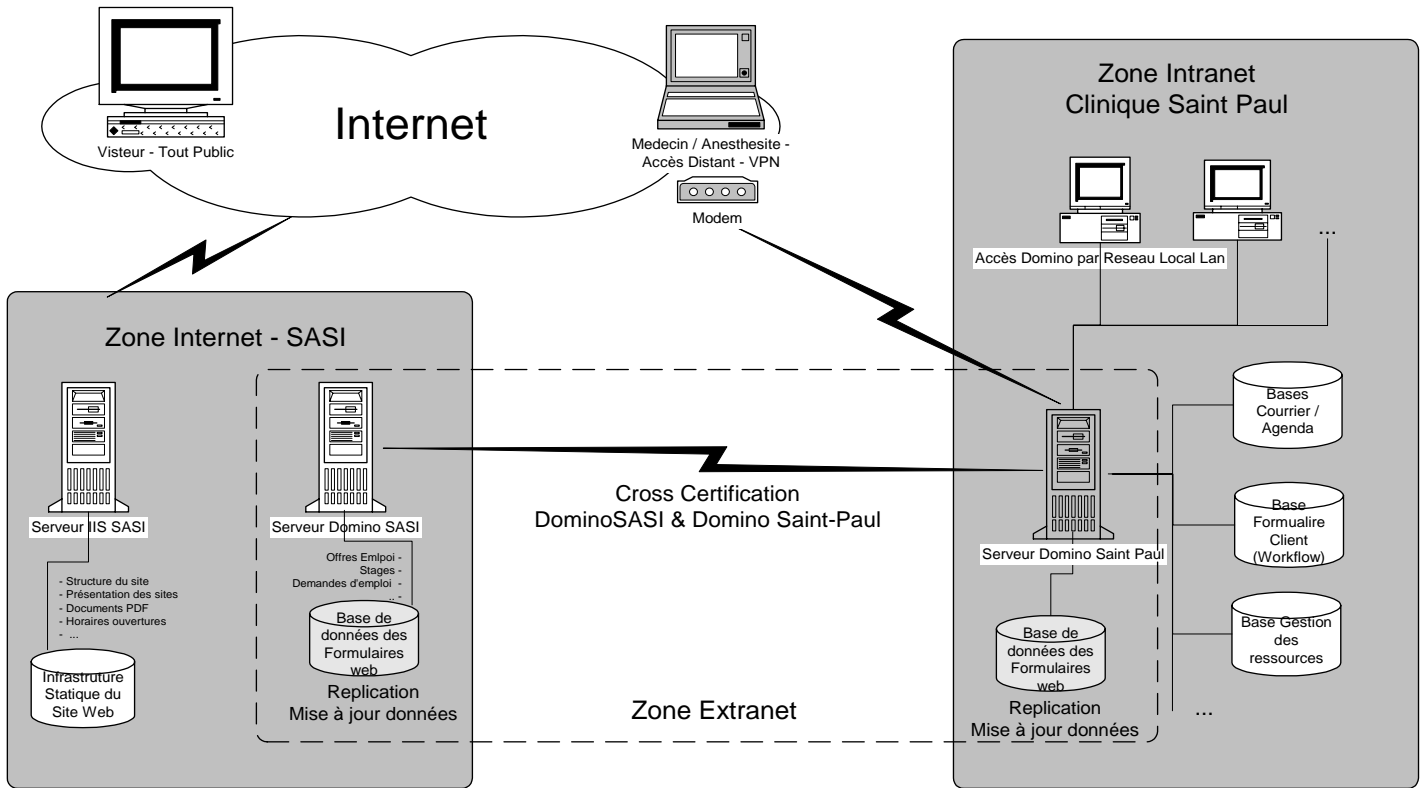 Internet
Visteur - Tout Public
Medecin / Anesthesite -
Accès Distant - VPN
Modem
Zone Intranet
Clinique Saint Paul
...
Accès Domino par Reseau Local Lan
Zone Internet - SASI
Serveur IIS SASI
- Structure du site
- Présentation des sites
- Documents PDF
- Horaires ouvertures
- ...
Infrastruture
Statique du
Site Web
Serveur Domino SASI
Offres Emlpoi -
Stages -
Demandes d'emploi -
.. -
Base de
données des
Formulaires
web
Replication
Mise à jour données
Cross Certification
DominoSASI & Domino Saint-Paul
Zone Extranet
Serveur Domino Saint Paul
Base de
données des
Formulaires
web
Replication
Mise à jour données
Bases
Courrier /
Agenda
Base
Formualire
Client
(Workflow)
Base Gestion
des
ressources
...